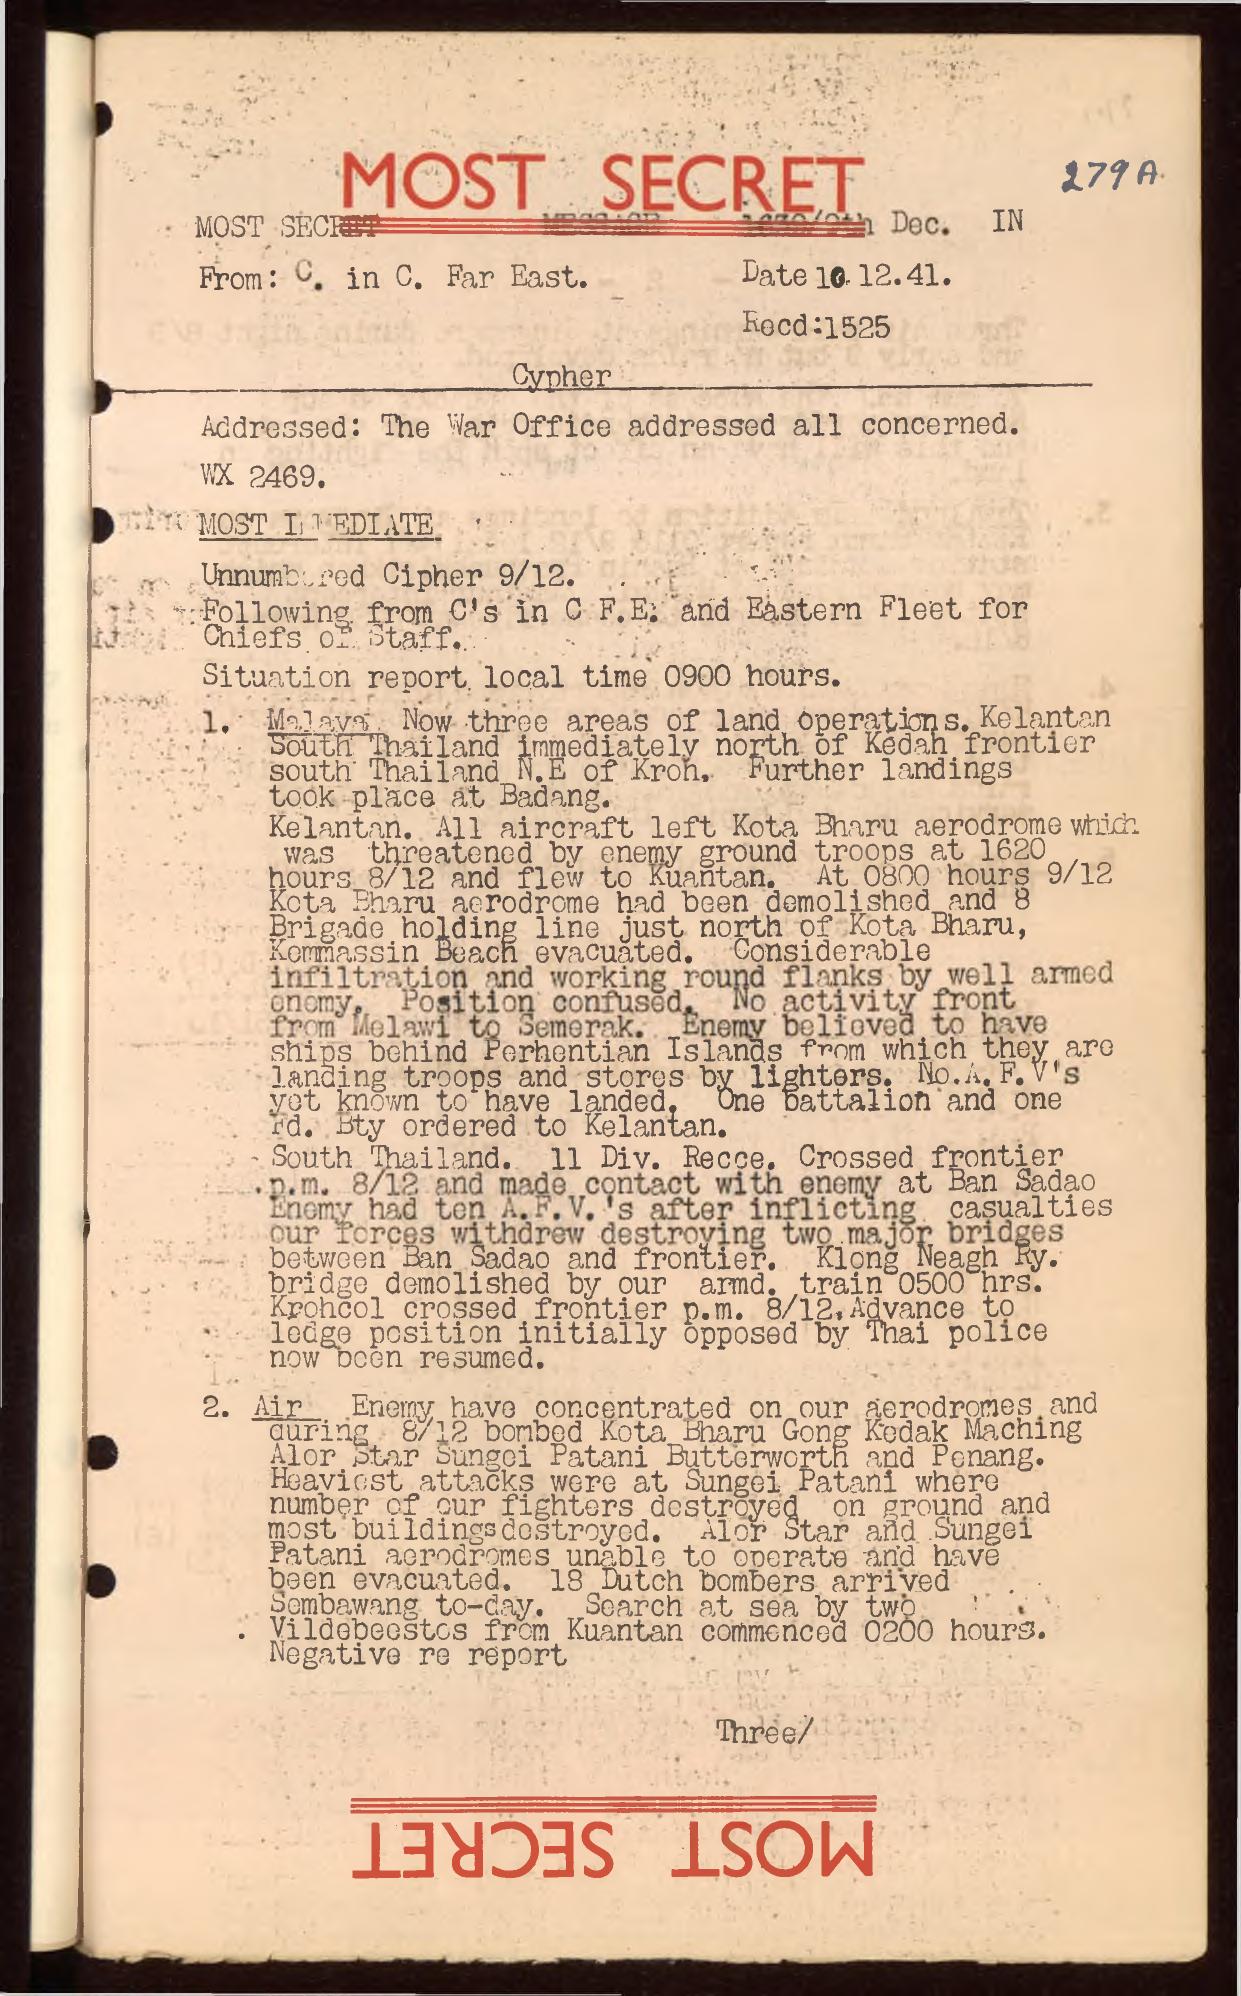 MOST SECRET
279A
MOST SECRET MESSAGE 1630/9th Dec. IN
From: C. in C. Far East. Date 10.12.41.
Recd:1525
Cypher
Addressed: The War Office addressed all concerned.
WX 2469.
MOST IMMEDIATE
Unnumbered Cipher 9/12.
Following from C's in C F.E. and Eastern Fleet for
Chiefs of Staff.
Situation report local time 0900 hours.
1. Malaya Now three areas of land operations. Kelantan
South Thailand immediately north of Kedah frontier
south Thailand N.E of Kroh. Further landings
took place at Badang.
Kelantan. All aircraft left Kota Bharu aerodrome which
was threatened by enemy ground troops at 1620
hours 8/12 and flew to Kuantan. At 0800 hours 9/12
Kota Bharu aerodrome had been demolished and 8
Brigade holding line just north of Kota Bharu,
Kemmassin Beach evacuated. Considerable
infiltration and working round flanks by well armed
enemy. Position confused. No activity front
from Melawi to Semerak. Enemy believed to have
ships behind Perhentian Islands from which they are
landing troops and stores by lighters. No.A.F.V's
yet known to have landed. One battalion and one
Fd. Bty ordered to Kelantan.
South Thailand. 11 Div. Recce. Crossed frontier
p.m. 8/12 and made contact with enemy at Ban Sadao
Enemy had ten A.F.V.'s after inflicting casualties
our forces withdrew destroying two major bridges
between Ban Sadao and frontier. Klong Neagh Ry.
bridge demolished by our armd. train 0500 hrs.
Krohcol crossed frontier p.m. 8/12. Advance to
ledge position initially opposed by Thai police
now been resumed.
2. Air Enemy have concentrated on our aerodromes and
during 8/12 bombed Kota Bharu Gong Kedak Maching
Alor Star Sungei Patani Butterworth and Penang.
Heaviest attacks were at Sungei Patani where
number of our fighters destroyed on ground and
most buildings destroyed. Alor Star and Sungei
Patani aerodromes unable to operate and have
been evacuated. 18 Dutch bombers arrived
Sembawang to-day. Search at sea by two
Vildebeestes from Kuantan commenced 0200 hours.
Negative re report
Three/
MOST SECRET